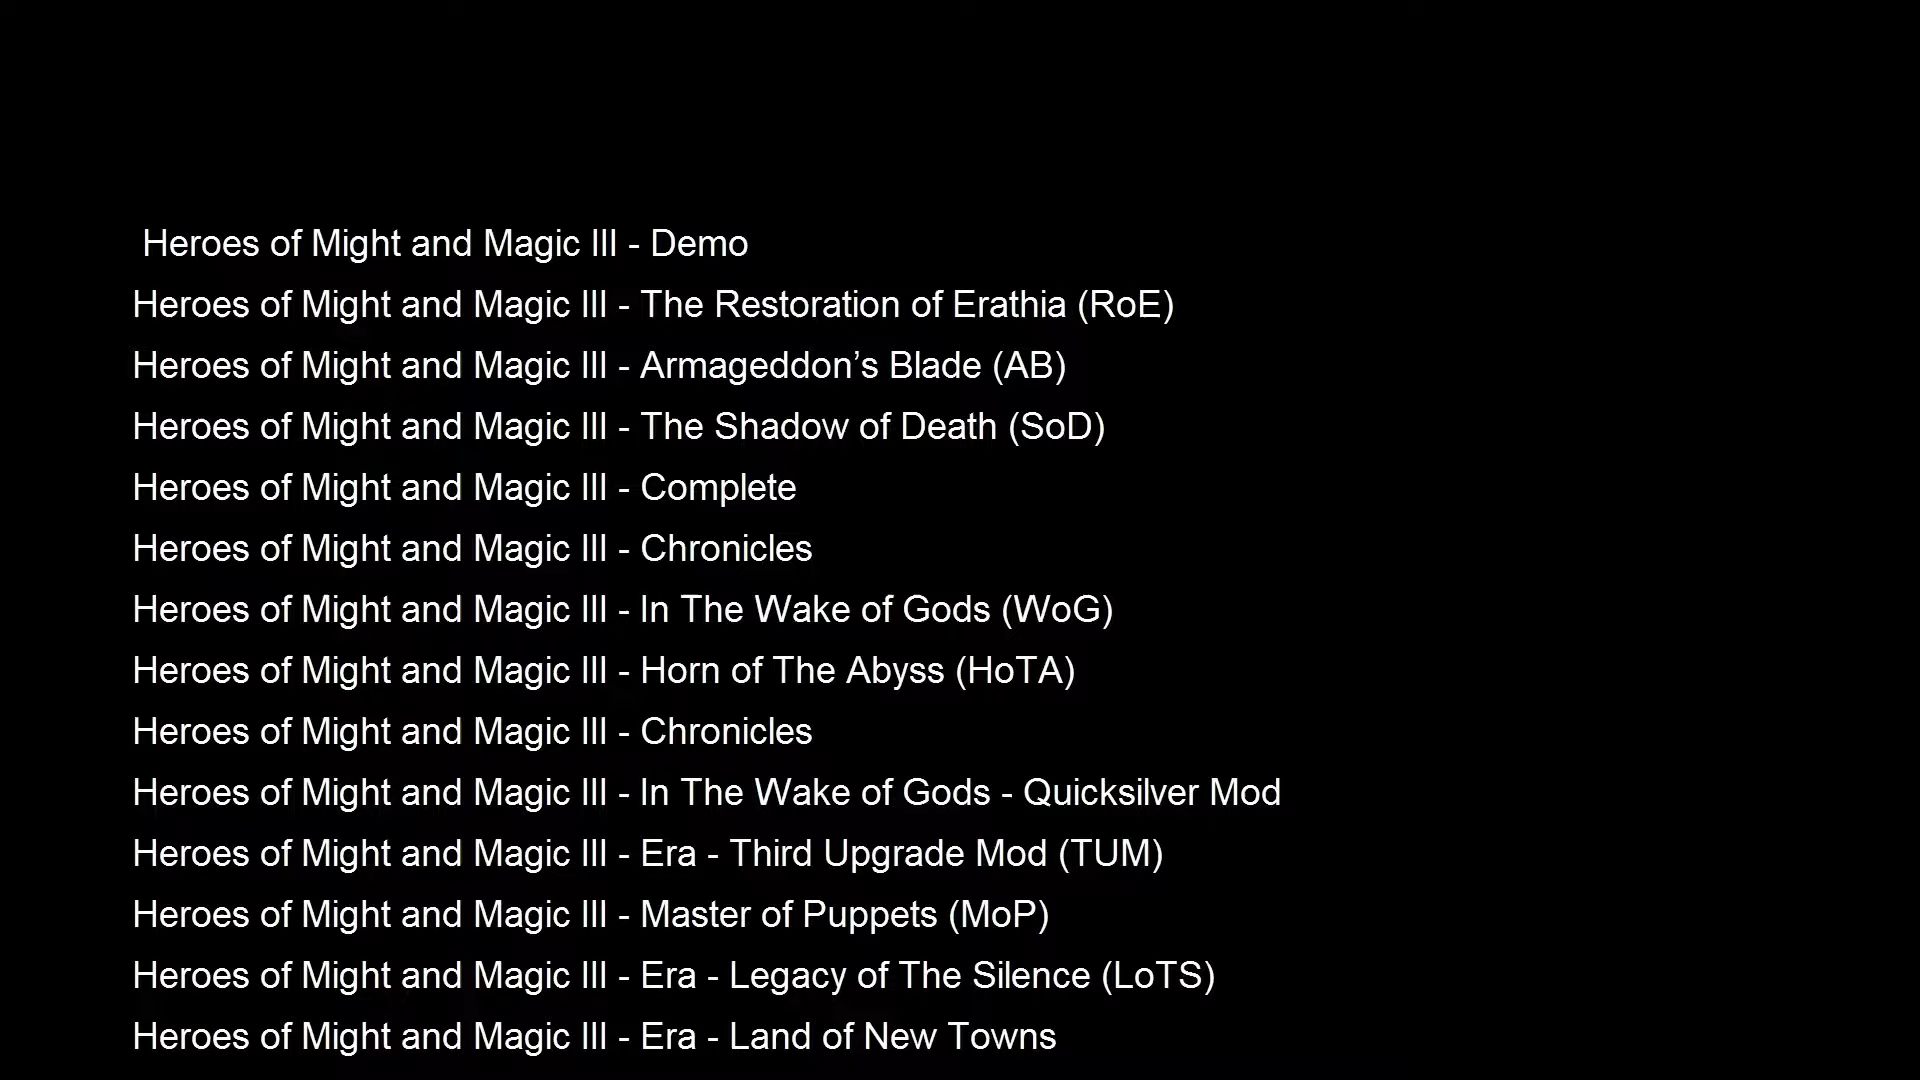 Heroes of Might and Magic III - Demo
Heroes of Might and Magic III - The Restoration of Erathia (RoE)
Heroes of Might and Magic III - Armageddon’s Blade (AB)
Heroes of Might and Magic III - The Shadow of Death (SoD)
Heroes of Might and Magic III - Complete
Heroes of Might and Magic III - Chronicles
Heroes of Might and Magic III - In The Wake of Gods (WoG)
Heroes of Might and Magic III - Horn of The Abyss (HoTA)
Heroes of Might and Magic III - Chronicles
Heroes of Might and Magic III - In The Wake of Gods - Quicksilver Mod
Heroes of Might and Magic III - Era - Third Upgrade Mod (TUM)
Heroes of Might and Magic III - Master of Puppets (MoP)
Heroes of Might and Magic III - Era - Legacy of The Silence (LoTS)
Heroes of Might and Magic III - Era - Land of New Towns